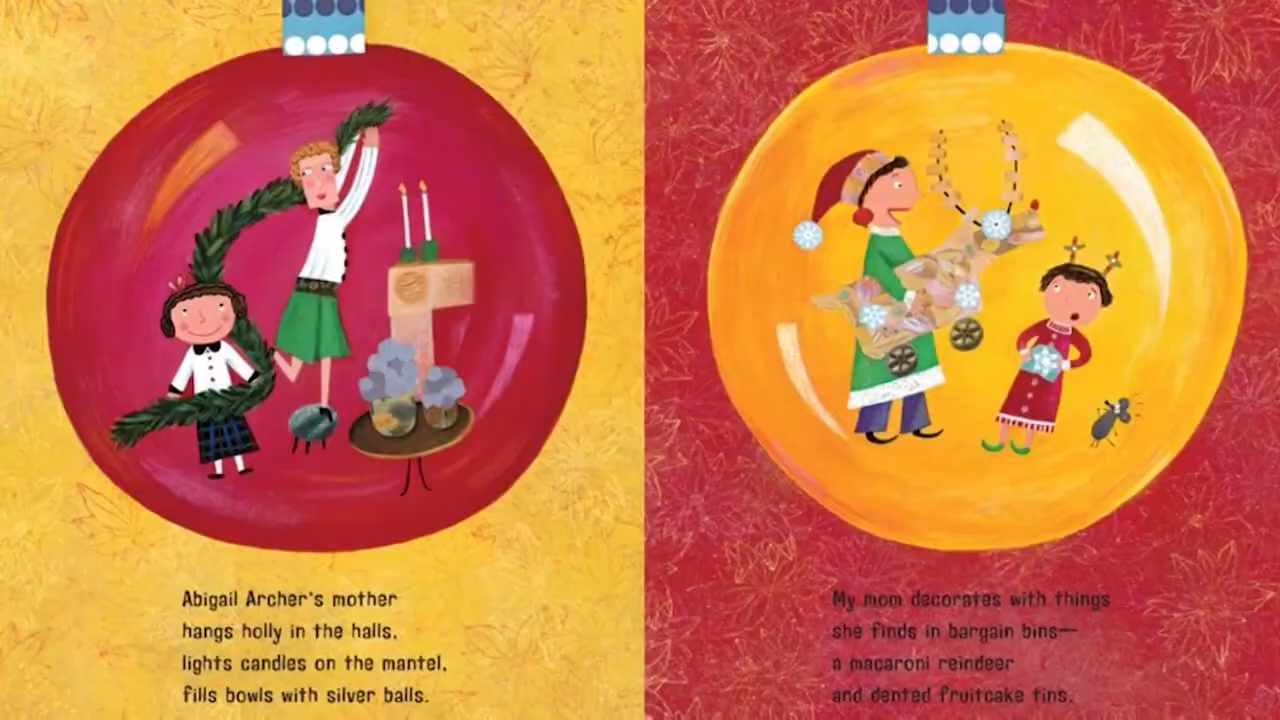 Abigail Archer's mother
hangs holly in the halls,
lights candles on the mantel,
fills bowls with silver balls.
My mom decorates with things
she finds in bargain bins—
a macaroni reindeer
and dented fruitcake tins.